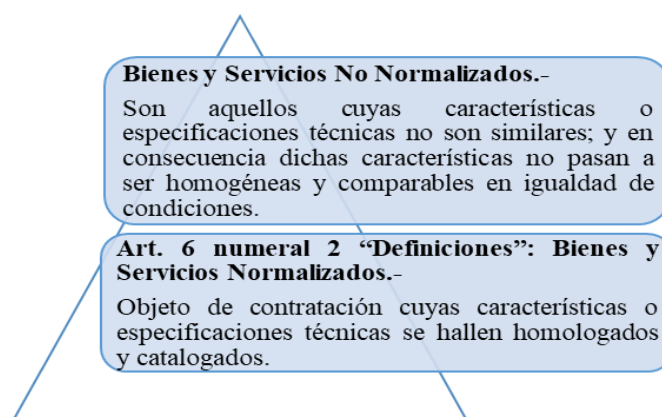 Bienes y Servicios No Normalizados.-
Son aquellos cuyas características o
especificaciones técnicas no son similares; y en
consecuencia dichas características no pasan a
ser homogéneas y comparables en igualdad de
condiciones.
Art. 6 numeral 2 “Definiciones”: Bienes y
Servicios Normalizados.-
Objeto de contratación cuyas características o
especificaciones técnicas se hallen homologados
y catalogados.